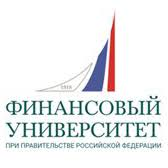 1919
ФИНАНСОВЫЙ
УНИВЕРСИТЕТ
ПРИ ПРАВИТЕЛЬСТВЕ РОССИЙСКОЙ ФЕДЕРАЦИИ